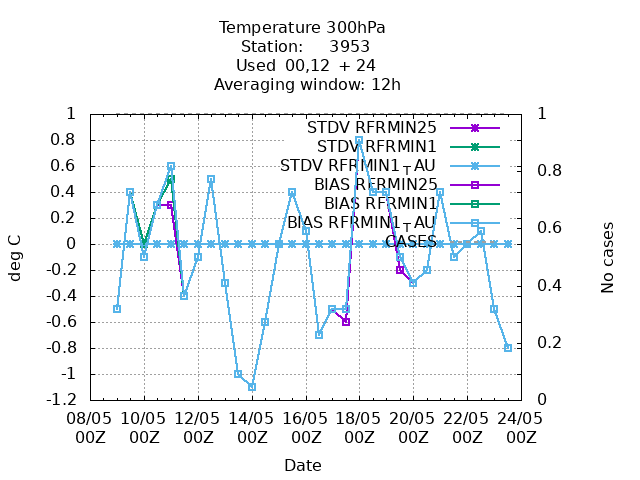 Temperature 300hPa
Station: 3953
Used 00,12 + 24
Averaging window: 12h
STDV RFRMIN25
STDV RFRMIN1
STDV RFRMIN1_AU
BIAS RFRMIN25
BIAS RFRMIN1
BIAS RFRMIN1_AU
CASES
1
0.8
0.6
0.4
0.2
0
-0.2
-0.4
-0.6
-0.8
-1
-1.2
deg C
1
0.8
0.6
0.4
0.2
0
No cases
08/05 10/05 12/05 14/05 16/05 18/05 20/05 22/05 24/05
00Z 00Z 00Z 00Z 00Z 00Z 00Z 00Z 00Z
Date